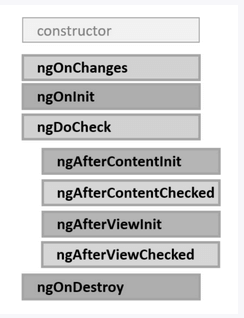 constructor
ngOnChanges
ngOnInit
ngDoCheck
ngAfterContentInit
ngAfterContentChecked
ngAfterViewInit
ngAfterViewChecked
ngOnDestroy